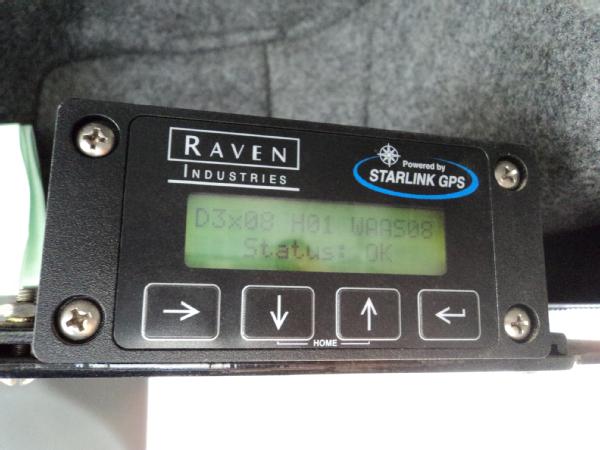 RAVEN
INDUSTRIES
Powered by
STARLINK GPS
D3x08 H01 WAAS08
Status: OK
HOME